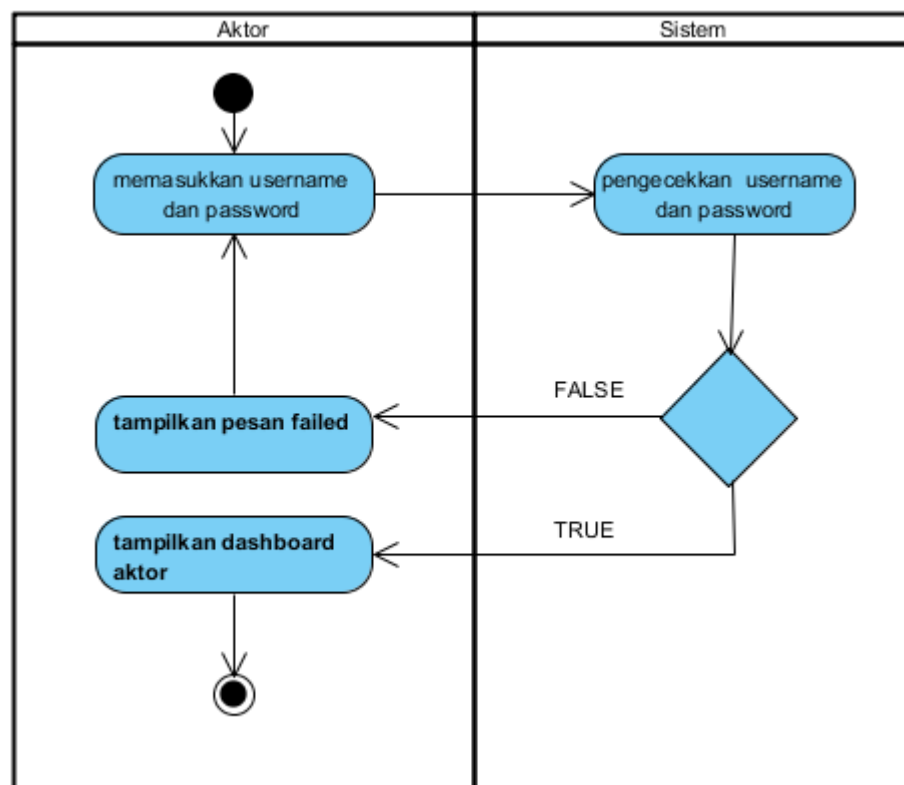 Aktor
Sistem
memasukkan username
dan password
pengecekkan username
dan password
FALSE
tampilkan pesan failed
TRUE
tampilkan dashboard
aktor